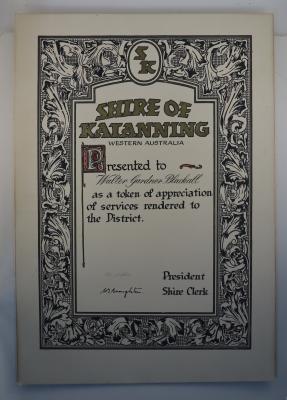 SK
SHIRE OF
KATANNING
WESTERN AUSTRALIA
Presented to
Walter Gardner Blackall
as a token of appreciation
of services rendered to
the District.
President
Shire Clerk